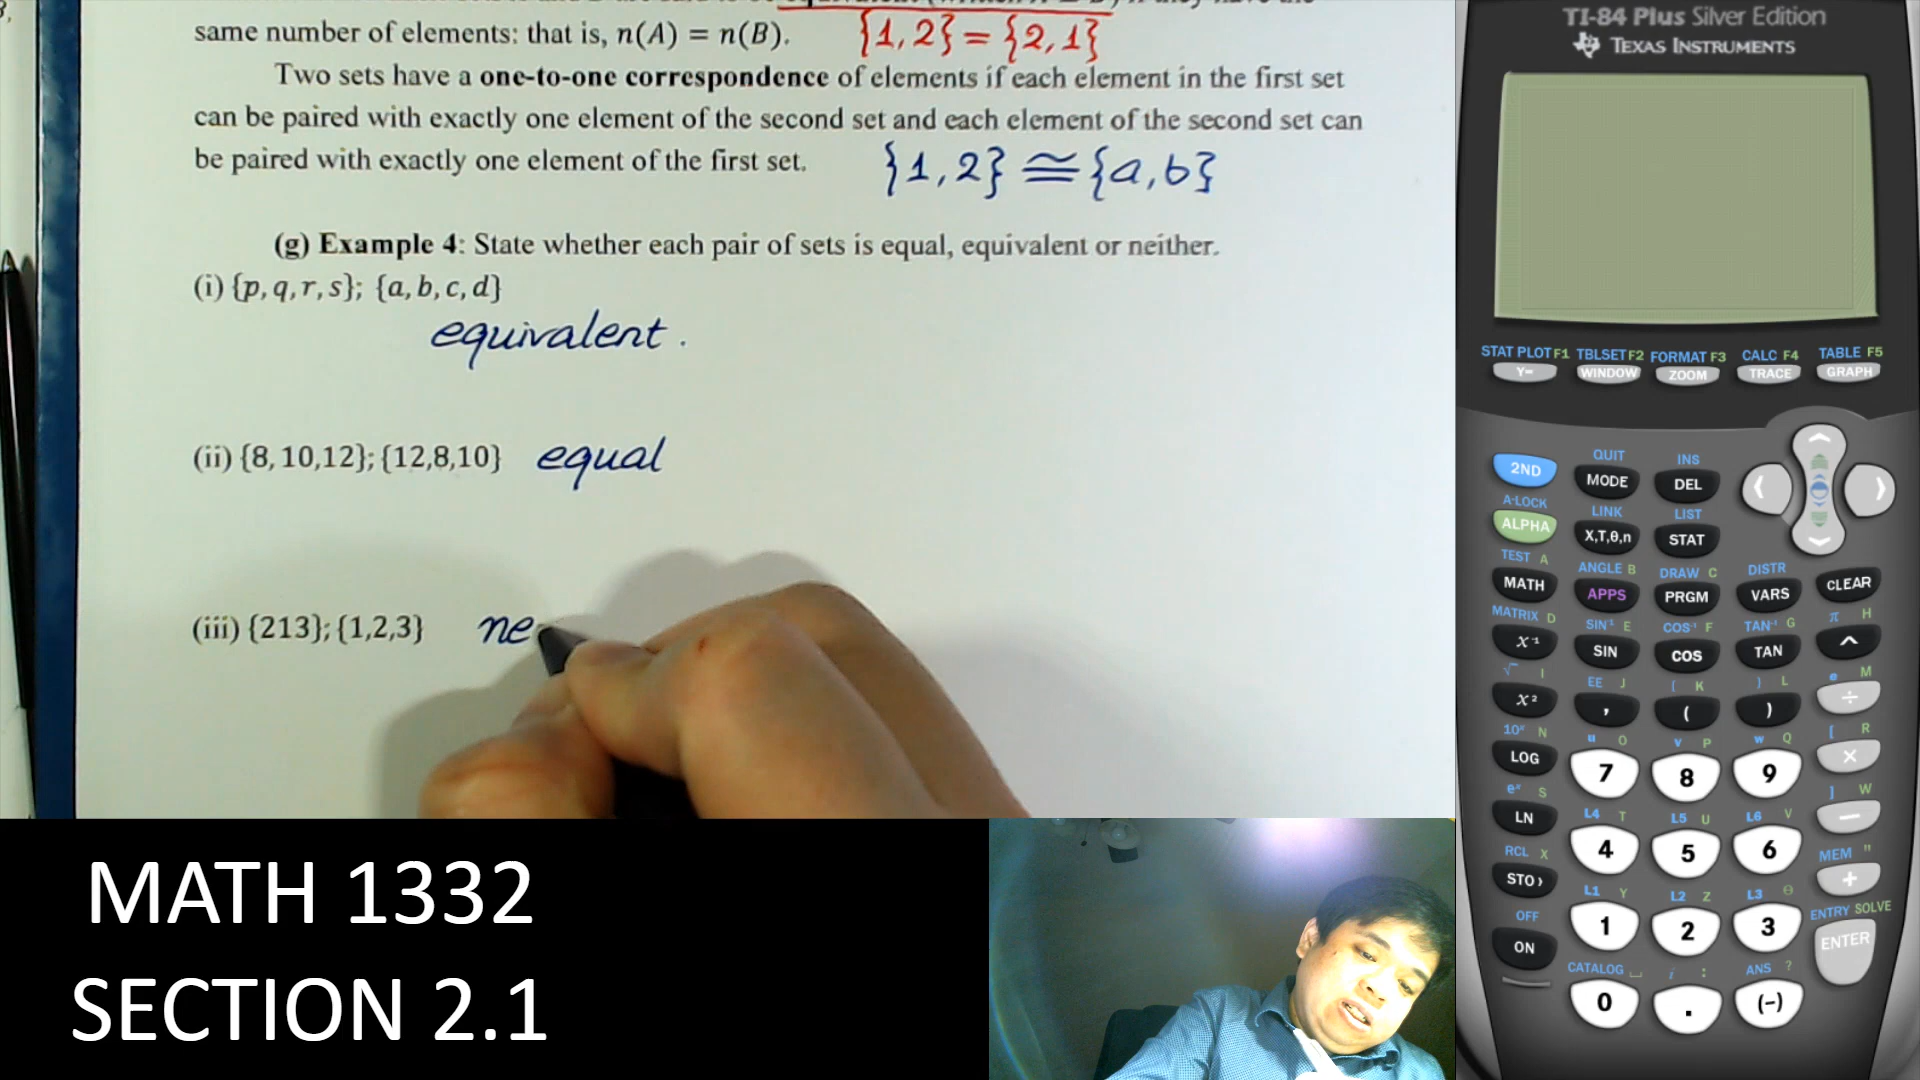 same number of elements: that is, n(A) = n(B). {1,2} = {2,1}
Two sets have a one-to-one correspondence of elements if each element in the first set
can be paired with exactly one element of the second set and each element of the second set can
be paired with exactly one element of the first set. {1,2} ≅ {a,b}
(g) Example 4: State whether each pair of sets is equal, equivalent or neither.
(i) {p, q, r, s}; {a, b, c, d}
equivalent.
(ii) {8, 10,12}; {12,8,10} equal
(iii) {213}; {1,2,3} ne
MATH 1332
SECTION 2.1
TI-84 Plus Silver Edition
TEXAS INSTRUMENTS
STAT PLOT F1 TBLSET F2 FORMAT F3 CALC F4 TABLE F5
Y= WINDOW ZOOM TRACE GRAPH
QUIT INS
2ND MODE DEL
A-LOCK LINK LIST
ALPHA X,T,θ,n STAT
TEST A ANGLE B DRAW C DISTR
MATH APPS PRGM VARS CLEAR
MATRIX D SIN⁻¹ E COS⁻¹ F TAN⁻¹ G π H
X⁻¹ SIN COS TAN ^
√ I EE J { K } L e M
X² , ( ) ÷
10ˣ N u O v P w Q [ R
LOG 7 8 9 ×
eˣ S L4 T L5 U L6 V ] W
LN 4 5 6 −
RCL X L1 Y L2 Z L3 θ MEM "
STO› 1 2 3 +
OFF CATALOG ⎵ i : ANS ? ENTRY SOLVE
ON 0 . (-) ENTER